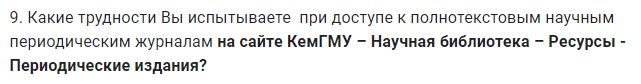 9. Какие трудности Вы испытываете  при доступе к полнотекстовым научным
периодическим журналам на сайте КемГМУ – Научная библиотека – Ресурсы -
Периодические издания?